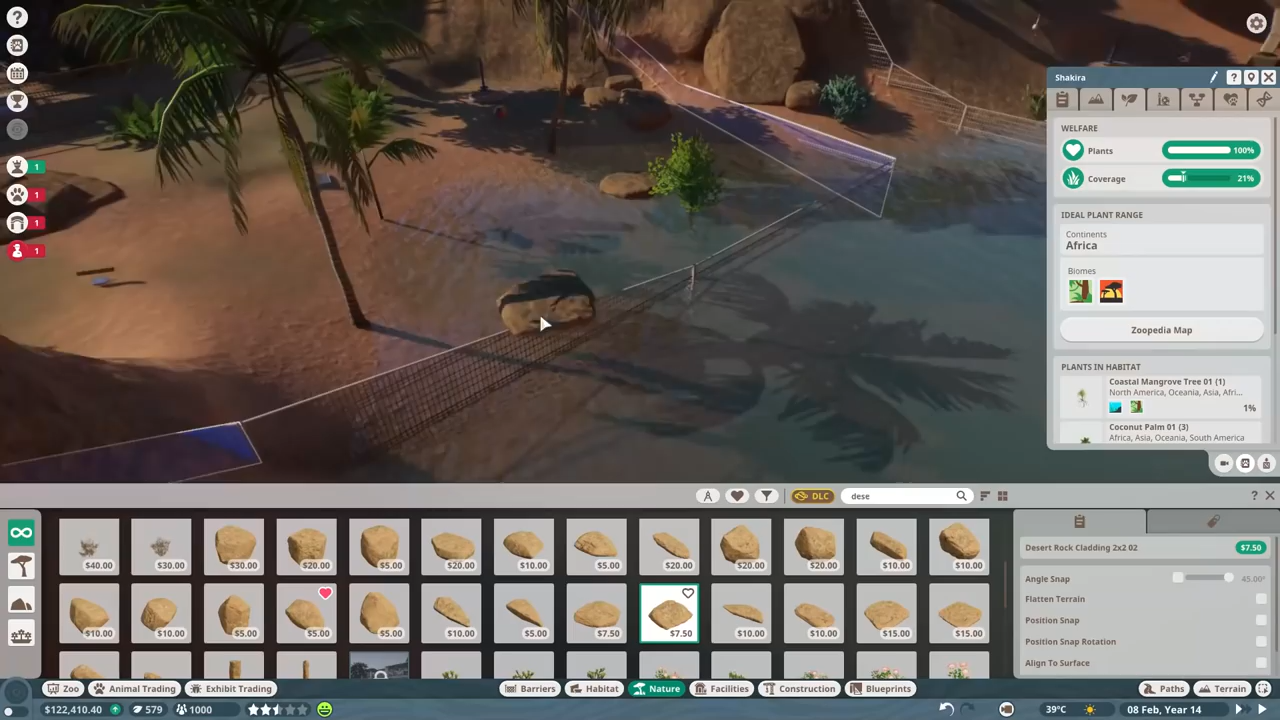 ?
1
1
1
1
Shakira
?
WELFARE
Plants 100%
Coverage 21%
IDEAL PLANT RANGE
Continents
Africa
Biomes
Zoopedia Map
PLANTS IN HABITAT
Coastal Mangrove Tree 01 (1)
North America, Oceania, Asia, Afri...
1%
Coconut Palm 01 (3)
Africa, Asia, Oceania, South America
DLC
dese
?
$40.00 $30.00 $30.00 $20.00 $5.00 $20.00 $10.00 $5.00 $20.00 $20.00 $20.00 $10.00 $10.00
$10.00 $10.00 $5.00 $5.00 $5.00 $10.00 $5.00 $7.50 $7.50 $10.00 $10.00 $15.00 $15.00
Desert Rock Cladding 2x2 02 $7.50
Angle Snap 45.00°
Flatten Terrain
Position Snap
Position Snap Rotation
Align To Surface
Zoo Animal Trading Exhibit Trading Barriers Habitat Nature Facilities Construction Blueprints Paths Terrain
$122,410.40 579 1000 39°C 08 Feb, Year 14